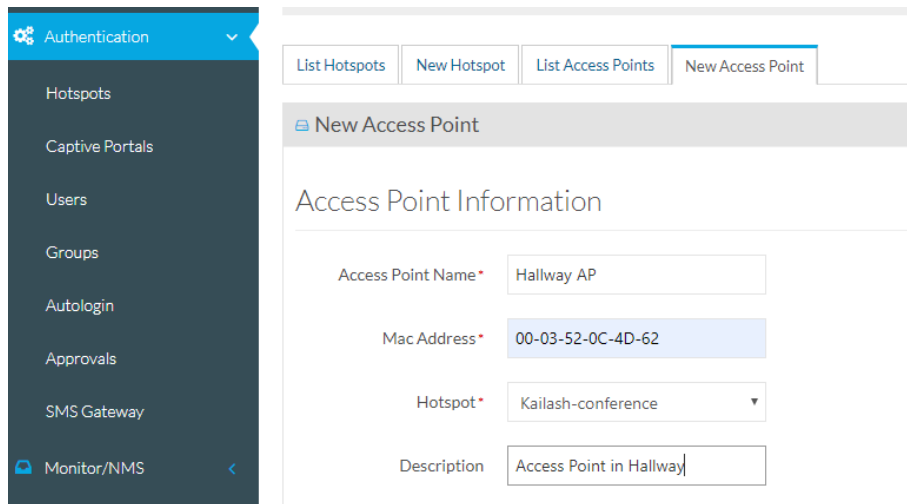 Authentication
Hotspots
Captive Portals
Users
Groups
Autologin
Approvals
SMS Gateway
Monitor/NMS
List Hotspots New Hotspot List Access Points New Access Point
New Access Point
Access Point Information
Access Point Name* Hallway AP
Mac Address* 00-03-52-0C-4D-62
Hotspot* Kailash-conference
Description Access Point in Hallway